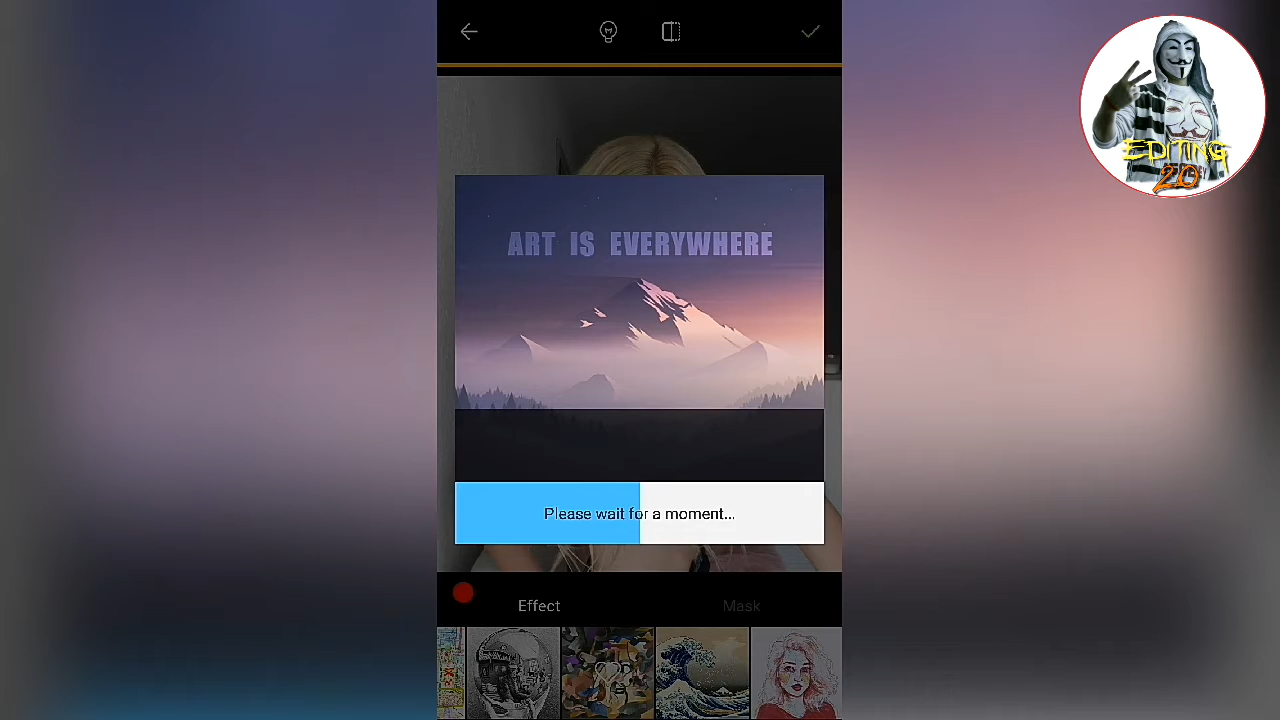 ART IS EVERYWHERE
Please wait for a moment...
Effect
Mask
EDITING
20